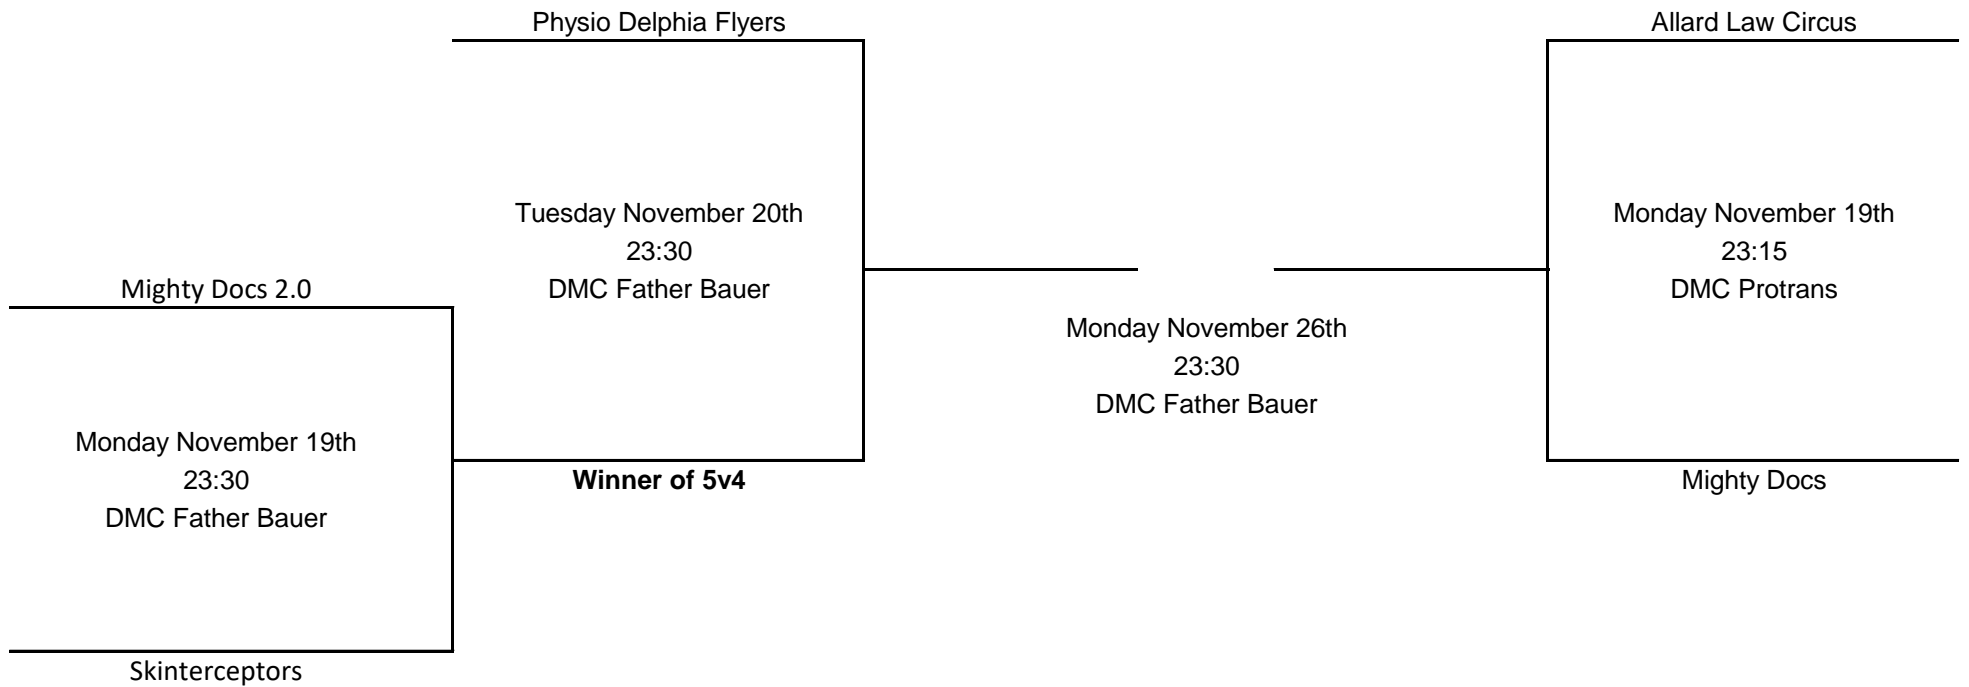 Physio Delphia Flyers
Allard Law Circus
Tuesday November 20th
23:30
DMC Father Bauer
Monday November 19th
23:15
DMC Protrans
Mighty Docs 2.0
Monday November 26th
23:30
DMC Father Bauer
Monday November 19th
23:30
DMC Father Bauer
Winner of 5v4
Mighty Docs
Skinterceptors